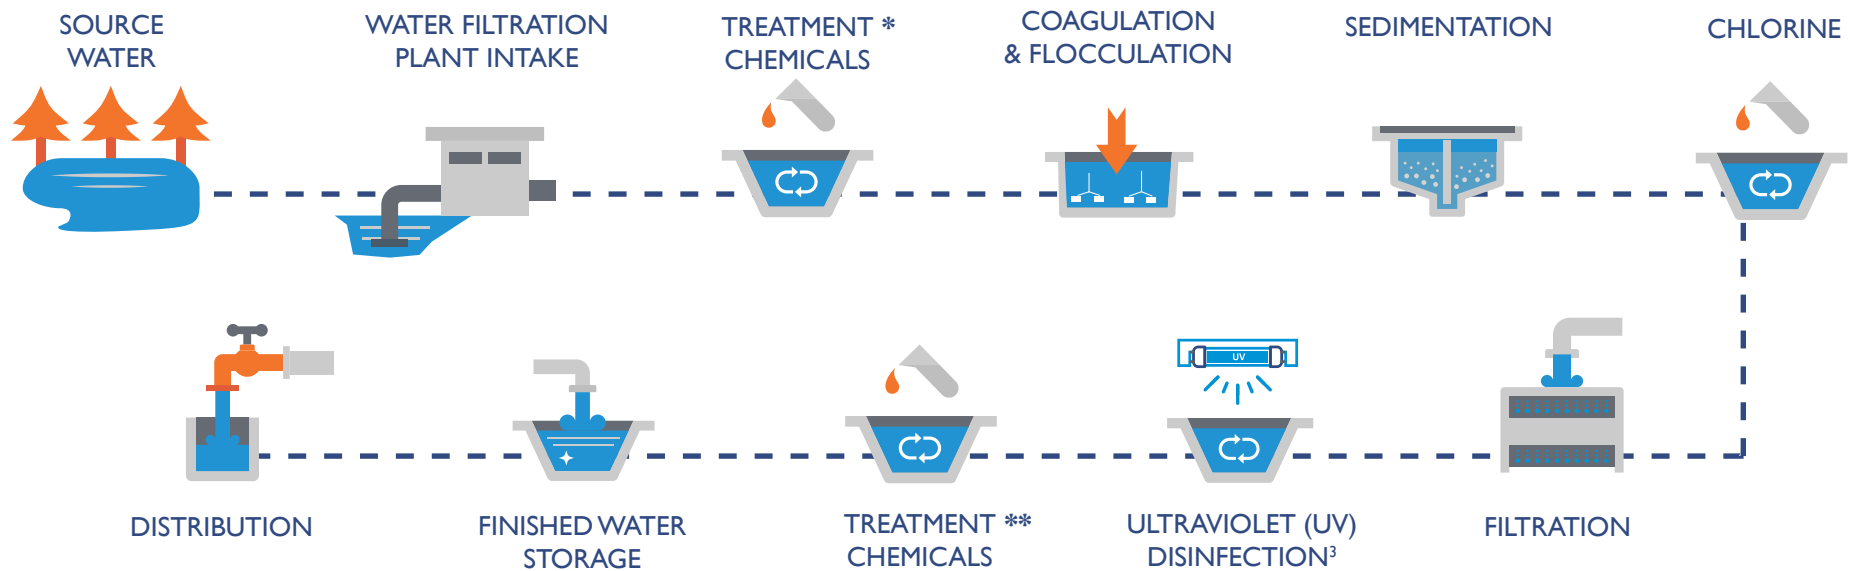 SOURCE
WATER
WATER FILTRATION
PLANT INTAKE
TREATMENT *
CHEMICALS
COAGULATION
& FLOCCULATION
SEDIMENTATION
CHLORINE
UV
DISTRIBUTION
FINISHED WATER
STORAGE
TREATMENT **
CHEMICALS
ULTRAVIOLET (UV)
DISINFECTION³
FILTRATION